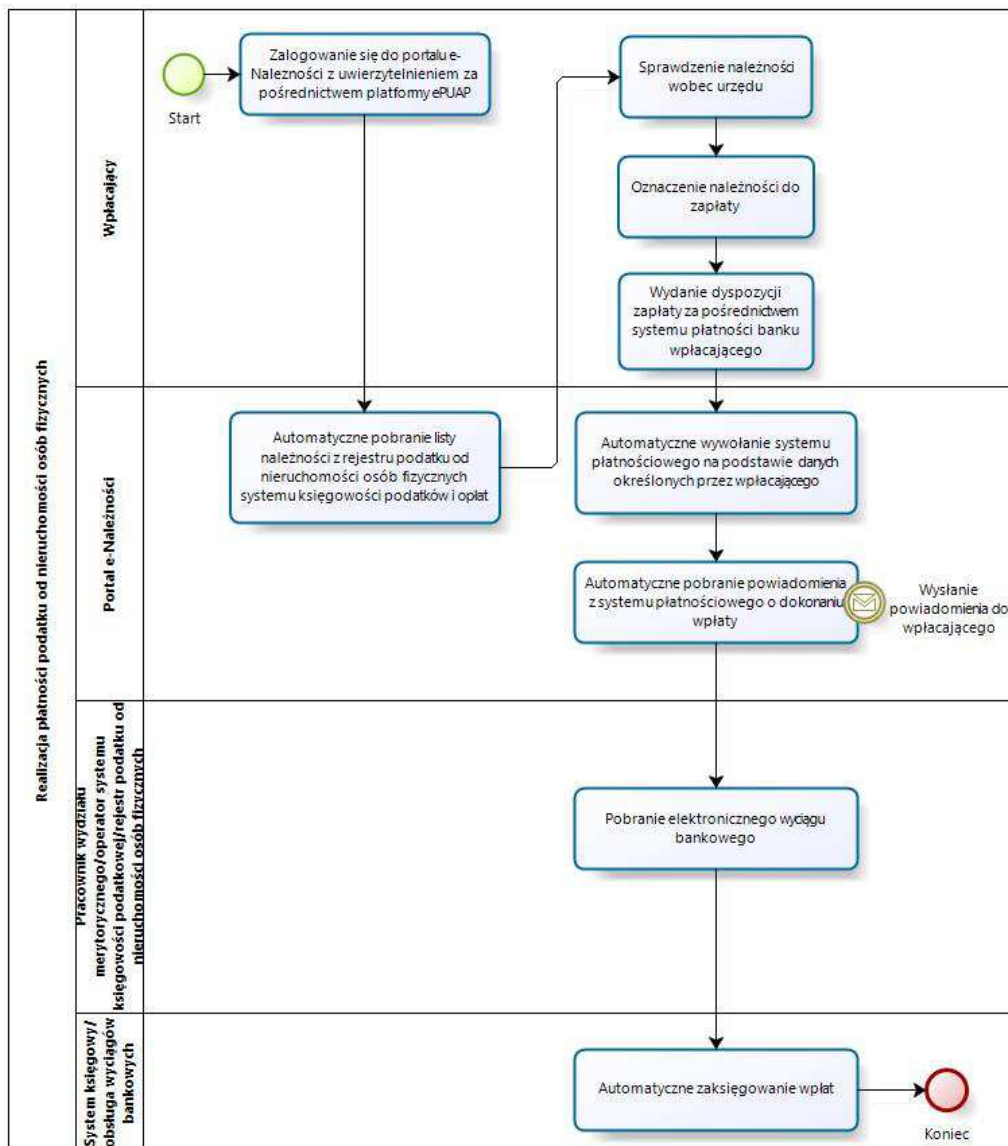 Realizacja płatności podatku od nieruchomości osób fizycznych
Wpłacający
Start
Zalogowanie się do portalu e-
Nalezności z uwierzytelnieniem za
pośrednictwem platformy ePUAP
Sprawdzenie należności
wobec urzędu
Oznaczenie należności do
zapłaty
Wydanie dyspozycji
zapłaty za pośrednictwem
systemu płatności banku
wpłacającego
Portal e-Należności
Automatyczne pobranie listy
należności z rejestru podatku od
nieruchomości osób fizycznych
systemu księgowości podatków i opłat
Automatyczne wywołanie systemu
płatnościowego na podstawie danych
określonych przez wpłacającego
Automatyczne pobranie powiadomienia
z systemu płatnościowego o dokonaniu
wpłaty
Wysłanie
powiadomienia do
wpłacającego
Pracownik wydziału
merytorycznego/operator systemu
księgowości podatkowej/rejestr podatku od
nieruchomości osób fizycznych
Pobranie elektronicznego wyciągu
bankowego
System księgowy/
obsługa wyciągów
bankowych
Automatyczne zaksięgowanie wpłat
Koniec